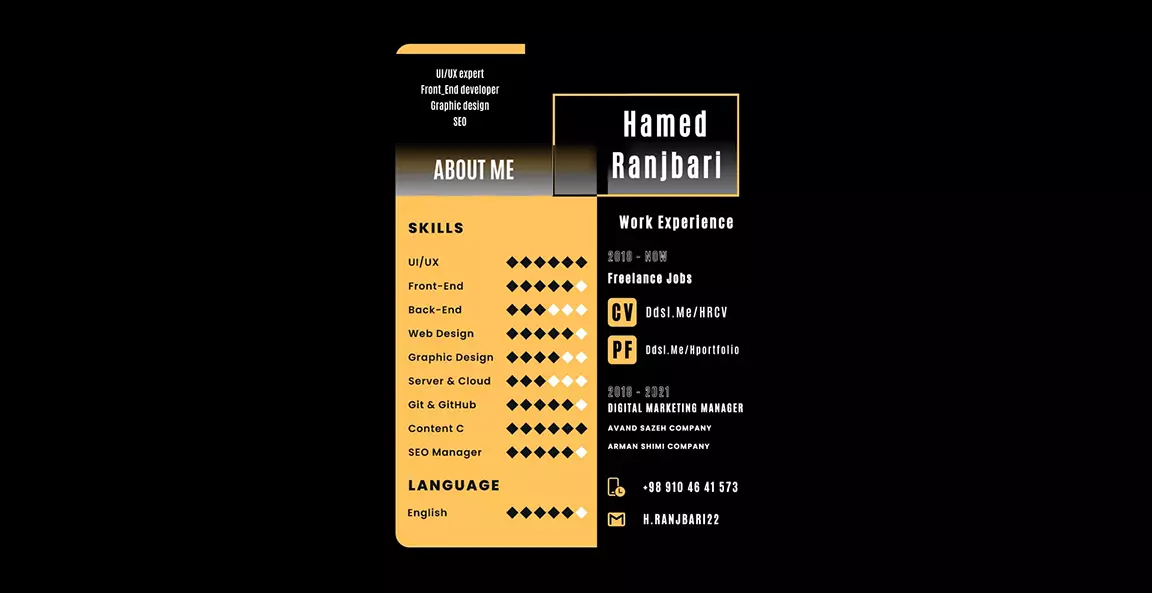 UI/UX expert
Front_End developer
Graphic design
SEO
ABOUT ME
Hamed
Ranjbari
SKILLS
UI/UX
Front-End
Back-End
Web Design
Graphic Design
Server & Cloud
Git & GitHub
Content C
SEO Manager
LANGUAGE
English
Work Experience
2018 - NOW
Freelance Jobs
CV Ddsl.Me/HRCV
PF Ddsl.Me/Hportfolio
2018 - 2021
DIGITAL MARKETING MANAGER
AVAND SAZEH COMPANY
ARMAN SHIMI COMPANY
+98 910 46 41 573
H.RANJBARI22